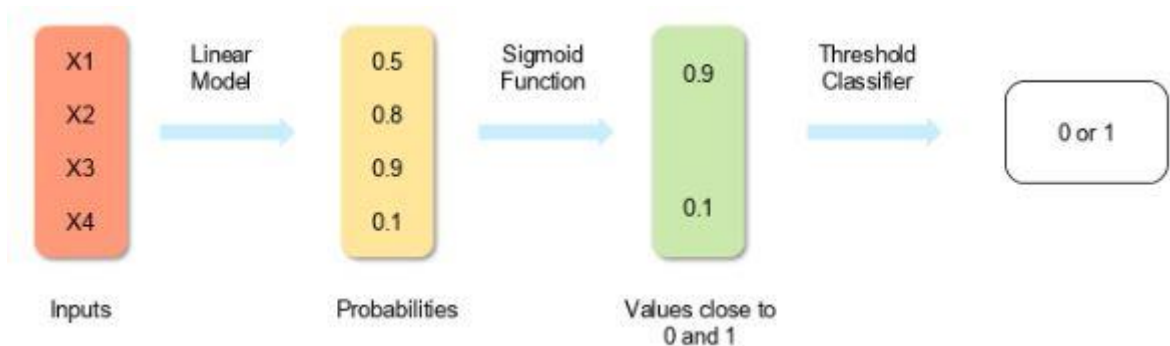 X1
X2
X3
X4
Inputs
Linear
Model
0.5
0.8
0.9
0.1
Probabilities
Sigmoid
Function
0.9
0.1
Values close to
0 and 1
Threshold
Classifier
0 or 1